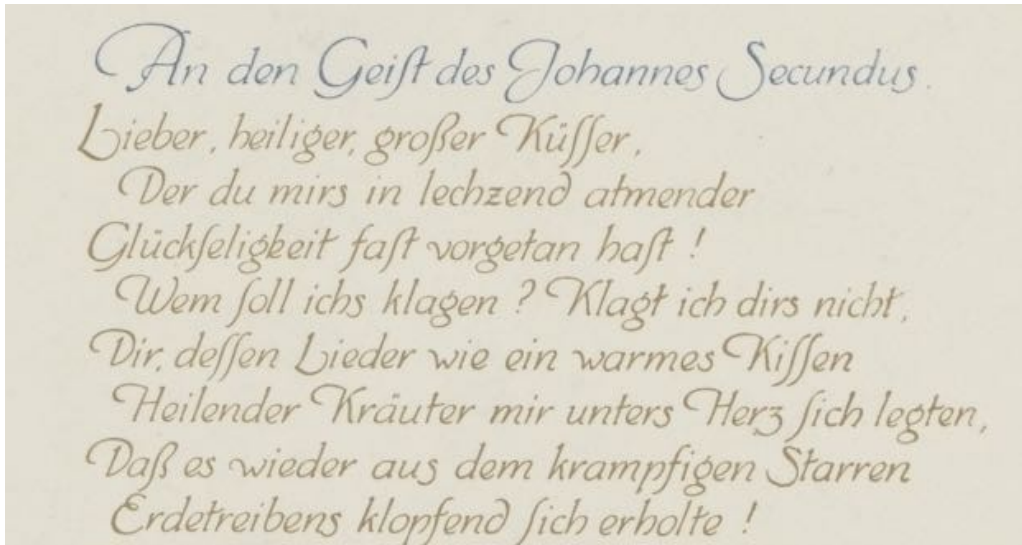 An den Geiſt des Johannes Secundus.
Lieber, heiliger, großer Küſſer,
Der du mirs in lechzend atmender
Glückſeligkeit faſt vorgetan haſt !
Wem ſoll ichs klagen ? Klagt ich dirs nicht,
Dir, deſſen Lieder wie ein warmes Kiſſen
Heilender Kräuter mir unters Herz ſich legten,
Daß es wieder aus dem krampfigen Starren
Erdetreibens klopfend ſich erholte !